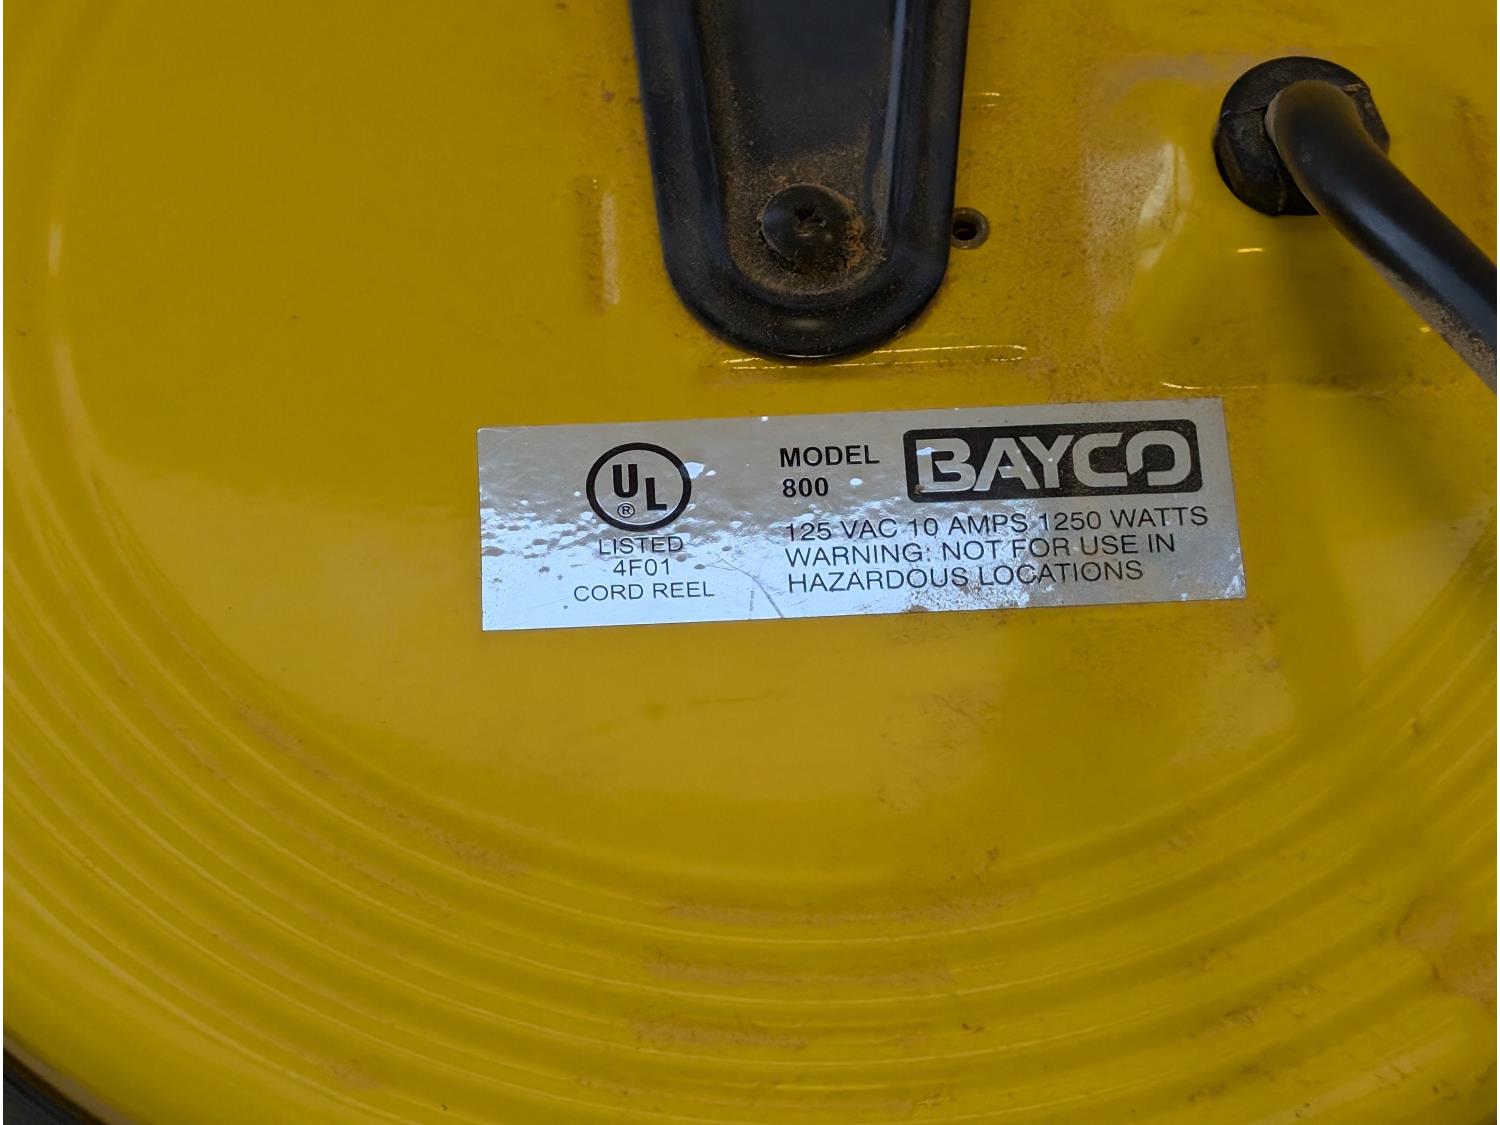 UL
®
LISTED
4F01
CORD REEL
MODEL
800
BAYCO
125 VAC 10 AMPS 1250 WATTS
WARNING: NOT FOR USE IN
HAZARDOUS LOCATIONS